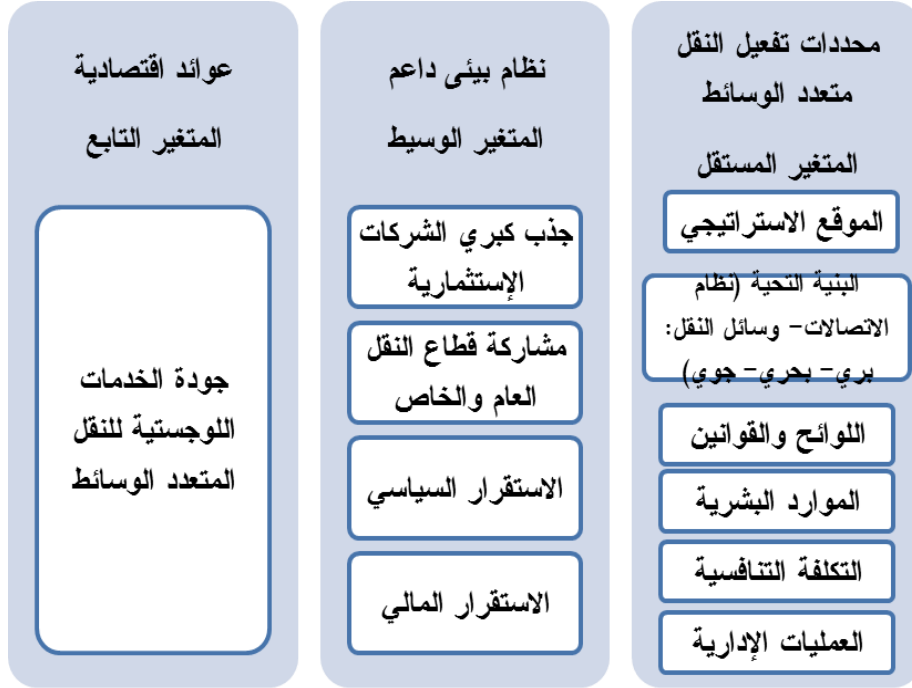 محددات تفعيل النقل
متعدد الوسائط
المتغير المستقل
الموقع الاستراتيجي
البنية التحية (نظام
الاتصالات- وسائل النقل:
بري- بحري- جوي)
اللوائح والقوانين
الموارد البشرية
التكلفة التنافسية
العمليات الإدارية
نظام بيئى داعم
المتغير الوسيط
جذب كبري الشركات
الإستثمارية
مشاركة قطاع النقل
العام والخاص
الاستقرار السياسي
الاستقرار المالي
عوائد اقتصادية
المتغير التابع
جودة الخدمات
اللوجستية للنقل
المتعدد الوسائط